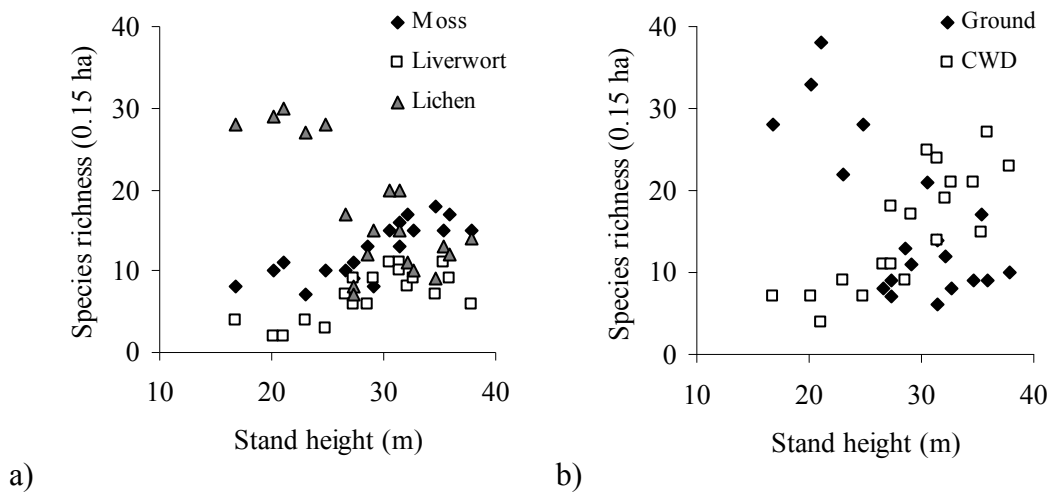 Species richness (0.15 ha)
40
30
20
10
0
Moss
Liverwort
Lichen
10 20 30 40
Stand height (m)
a)
Species richness (0.15 ha)
40
30
20
10
0
Ground
CWD
10 20 30 40
Stand height (m)
b)